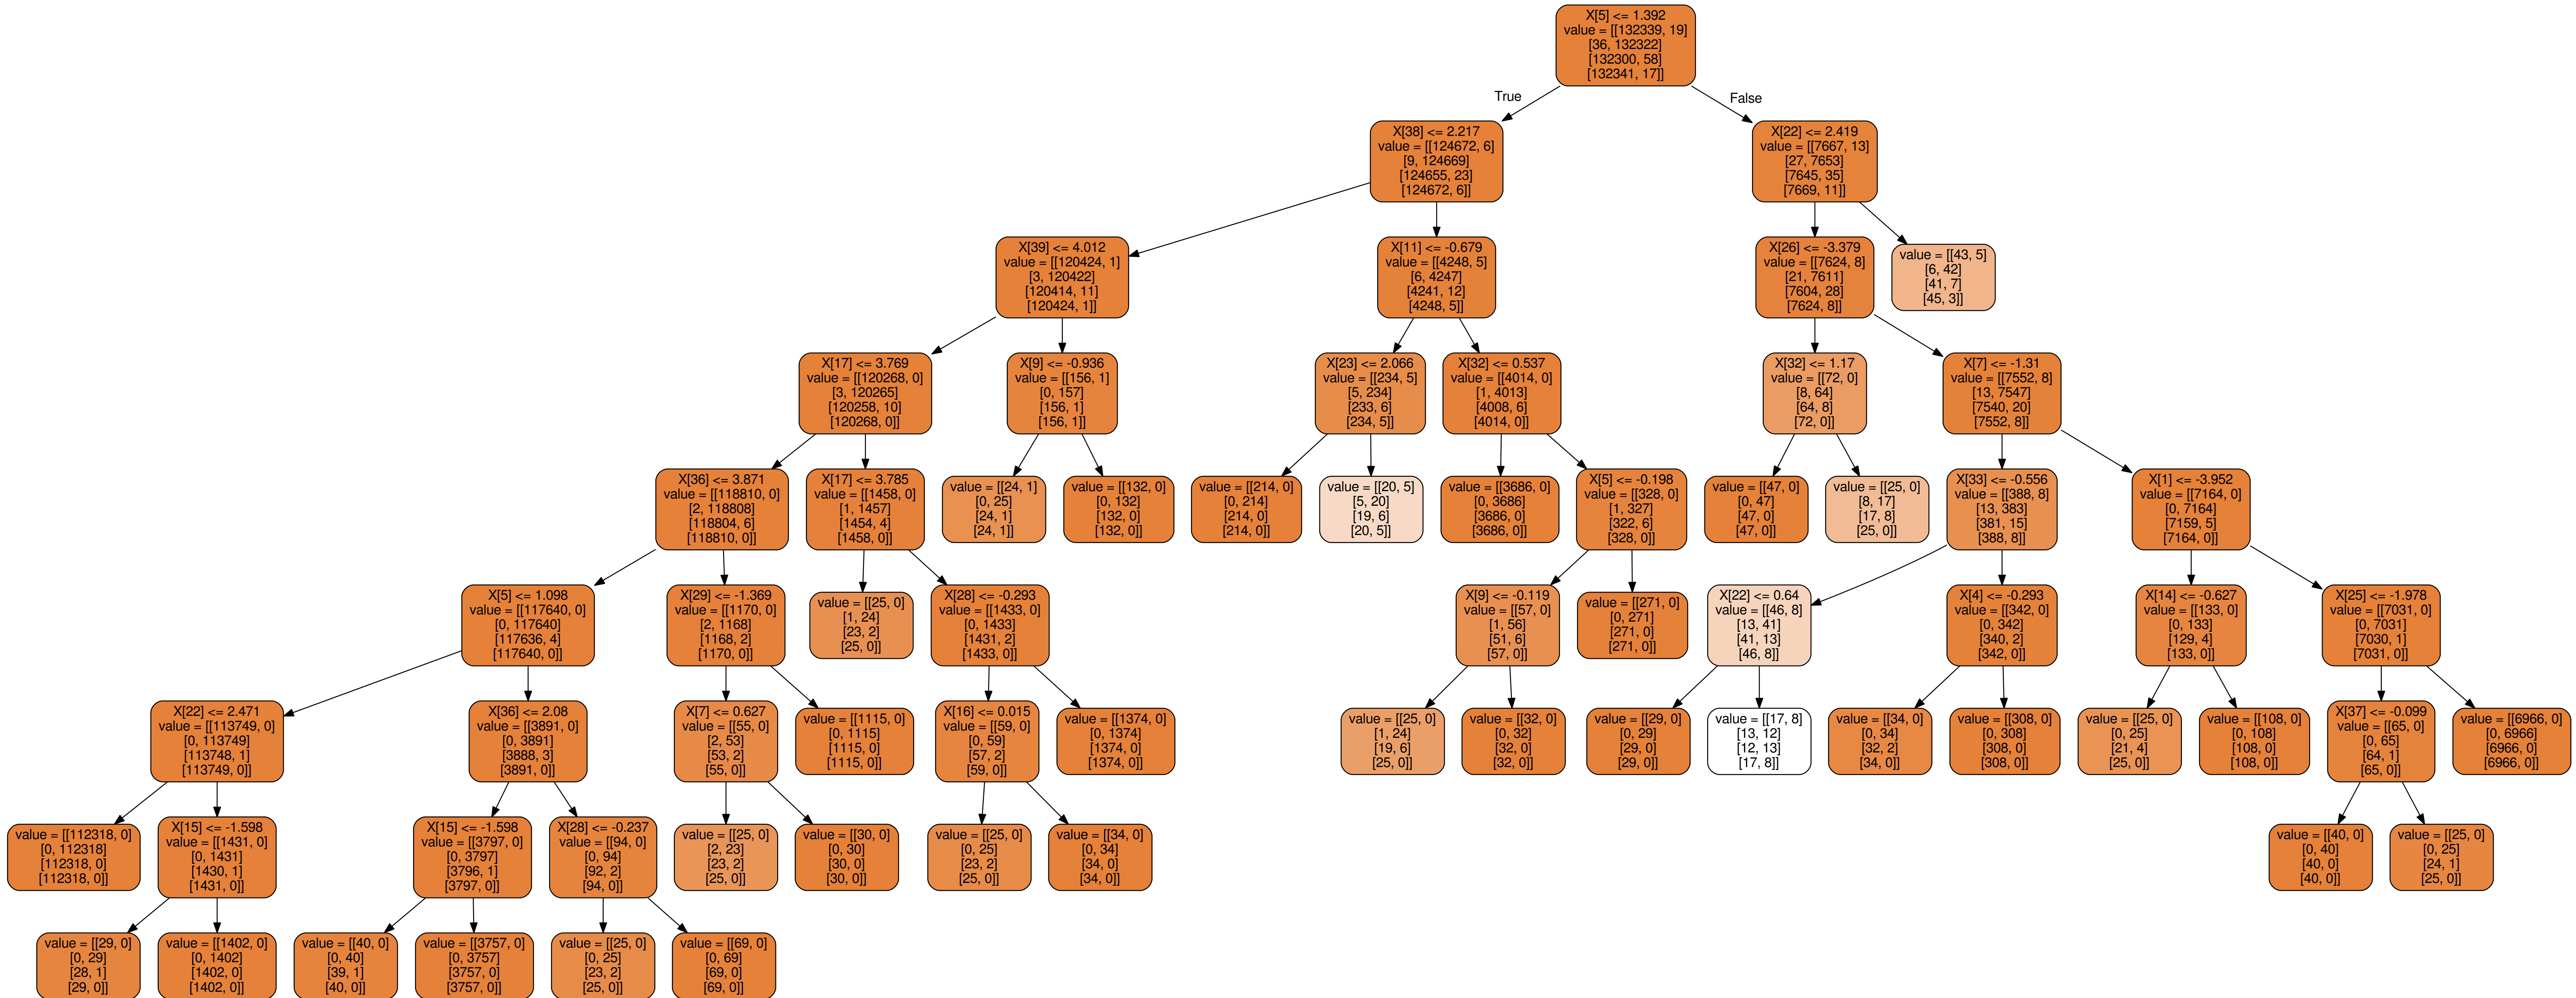 X[5] <= 1.392
value = [[132339, 19]
[36, 132322]
[132300, 58]
[132341, 17]]
True
False
X[38] <= 2.217
value = [[124672, 6]
[9, 124669]
[124655, 23]
[124672, 6]]
X[22] <= 2.419
value = [[7667, 13]
[27, 7653]
[7645, 35]
[7669, 11]]
X[39] <= 4.012
value = [[120424, 1]
[3, 120422]
[120414, 11]
[120424, 1]]
X[11] <= -0.679
value = [[4248, 5]
[6, 4247]
[4241, 12]
[4248, 5]]
X[26] <= -3.379
value = [[7624, 8]
[21, 7611]
[7604, 28]
[7624, 8]]
value = [[43, 5]
[6, 42]
[41, 7]
[45, 3]]
X[17] <= 3.769
value = [[120268, 0]
[3, 120265]
[120258, 10]
[120268, 0]]
X[9] <= -0.936
value = [[156, 1]
[0, 157]
[156, 1]
[156, 1]]
X[23] <= 2.066
value = [[234, 5]
[5, 234]
[233, 6]
[234, 5]]
X[32] <= 0.537
value = [[4014, 0]
[1, 4013]
[4008, 6]
[4014, 0]]
X[32] <= 1.17
value = [[72, 0]
[8, 64]
[64, 8]
[72, 0]]
X[7] <= -1.31
value = [[7552, 8]
[13, 7547]
[7540, 20]
[7552, 8]]
X[36] <= 3.871
value = [[118810, 0]
[2, 118808]
[118804, 6]
[118810, 0]]
X[17] <= 3.785
value = [[1458, 0]
[1, 1457]
[1454, 4]
[1458, 0]]
value = [[24, 1]
[0, 25]
[24, 1]
[24, 1]]
value = [[132, 0]
[0, 132]
[132, 0]
[132, 0]]
value = [[214, 0]
[0, 214]
[214, 0]
[214, 0]]
value = [[20, 5]
[5, 20]
[19, 6]
[20, 5]]
value = [[3686, 0]
[0, 3686]
[3686, 0]
[3686, 0]]
X[5] <= -0.198
value = [[328, 0]
[1, 327]
[322, 6]
[328, 0]]
value = [[47, 0]
[0, 47]
[47, 0]
[47, 0]]
value = [[25, 0]
[8, 17]
[17, 8]
[25, 0]]
X[33] <= -0.556
value = [[388, 8]
[13, 383]
[381, 15]
[388, 8]]
X[1] <= -3.952
value = [[7164, 0]
[0, 7164]
[7159, 5]
[7164, 0]]
X[5] <= 1.098
value = [[117640, 0]
[0, 117640]
[117636, 4]
[117640, 0]]
X[29] <= -1.369
value = [[1170, 0]
[2, 1168]
[1168, 2]
[1170, 0]]
value = [[25, 0]
[1, 24]
[23, 2]
[25, 0]]
X[28] <= -0.293
value = [[1433, 0]
[0, 1433]
[1431, 2]
[1433, 0]]
X[9] <= -0.119
value = [[57, 0]
[1, 56]
[51, 6]
[57, 0]]
value = [[271, 0]
[0, 271]
[271, 0]
[271, 0]]
X[22] <= 0.64
value = [[46, 8]
[13, 41]
[41, 13]
[46, 8]]
X[4] <= -0.293
value = [[342, 0]
[0, 342]
[340, 2]
[342, 0]]
X[14] <= -0.627
value = [[133, 0]
[0, 133]
[129, 4]
[133, 0]]
X[25] <= -1.978
value = [[7031, 0]
[0, 7031]
[7030, 1]
[7031, 0]]
X[22] <= 2.471
value = [[113749, 0]
[0, 113749]
[113748, 1]
[113749, 0]]
X[36] <= 2.08
value = [[3891, 0]
[0, 3891]
[3888, 3]
[3891, 0]]
X[7] <= 0.627
value = [[55, 0]
[2, 53]
[53, 2]
[55, 0]]
value = [[1115, 0]
[0, 1115]
[1115, 0]
[1115, 0]]
X[16] <= 0.015
value = [[59, 0]
[0, 59]
[57, 2]
[59, 0]]
value = [[1374, 0]
[0, 1374]
[1374, 0]
[1374, 0]]
value = [[25, 0]
[1, 24]
[19, 6]
[25, 0]]
value = [[32, 0]
[0, 32]
[32, 0]
[32, 0]]
value = [[29, 0]
[0, 29]
[29, 0]
[29, 0]]
value = [[17, 8]
[13, 12]
[12, 13]
[17, 8]]
value = [[34, 0]
[0, 34]
[32, 2]
[34, 0]]
value = [[308, 0]
[0, 308]
[308, 0]
[308, 0]]
value = [[25, 0]
[0, 25]
[21, 4]
[25, 0]]
value = [[108, 0]
[0, 108]
[108, 0]
[108, 0]]
X[37] <= -0.099
value = [[65, 0]
[0, 65]
[64, 1]
[65, 0]]
value = [[6966, 0]
[0, 6966]
[6966, 0]
[6966, 0]]
value = [[112318, 0]
[0, 112318]
[112318, 0]
[112318, 0]]
X[15] <= -1.598
value = [[1431, 0]
[0, 1431]
[1430, 1]
[1431, 0]]
X[15] <= -1.598
value = [[3797, 0]
[0, 3797]
[3796, 1]
[3797, 0]]
X[28] <= -0.237
value = [[94, 0]
[0, 94]
[92, 2]
[94, 0]]
value = [[25, 0]
[2, 23]
[23, 2]
[25, 0]]
value = [[30, 0]
[0, 30]
[30, 0]
[30, 0]]
value = [[25, 0]
[0, 25]
[23, 2]
[25, 0]]
value = [[34, 0]
[0, 34]
[34, 0]
[34, 0]]
value = [[40, 0]
[0, 40]
[40, 0]
[40, 0]]
value = [[25, 0]
[0, 25]
[24, 1]
[25, 0]]
value = [[29, 0]
[0, 29]
[28, 1]
[29, 0]]
value = [[1402, 0]
[0, 1402]
[1402, 0]
[1402, 0]]
value = [[40, 0]
[0, 40]
[39, 1]
[40, 0]]
value = [[3757, 0]
[0, 3757]
[3757, 0]
[3757, 0]]
value = [[25, 0]
[0, 25]
[23, 2]
[25, 0]]
value = [[69, 0]
[0, 69]
[69, 0]
[69, 0]]